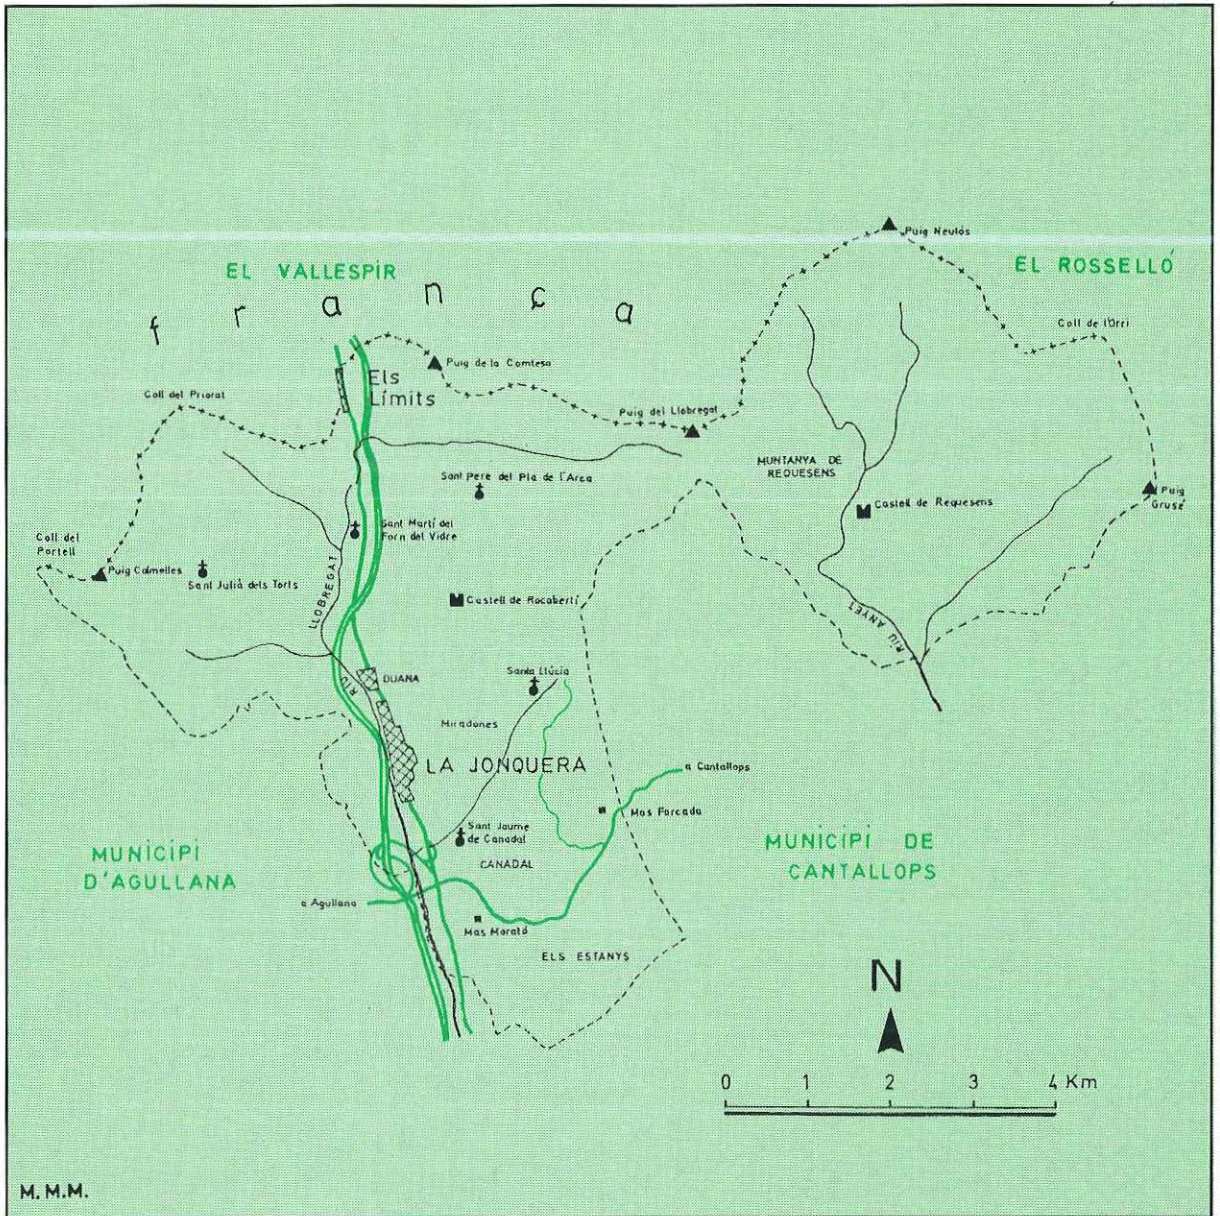 Puig Neulós
EL VALLESPIR
EL ROSSELLÓ
frança
Coll de l'Orri
Puig de la Comtesa
Els
Límits
Coll del Priorat
Puig del Llobregat
MUNTANYA DE
REQUESENS
Sant Pere del Pla de l'Arca
Puig
Grusé
Castell de Requesens
Sant Martí del
Forn del Vidre
Coll del
Portell
Puig Calmelles
Sant Julià dels Torts
LLOBREGAT
RIU
Castell de Rocabertí
RIU ANYET
Santa Llúcia
DUANA
Miradones
LA JONQUERA
a Cantallops
Mas Forcada
Sant Jaume
de Canadal
CANADAL
MUNICIPI
D'AGULLANA
MUNICIPI DE
CANTALLOPS
a Agullana
Mas Morató
ELS ESTANYS
N
0 1 2 3 4 Km
M. M. M.